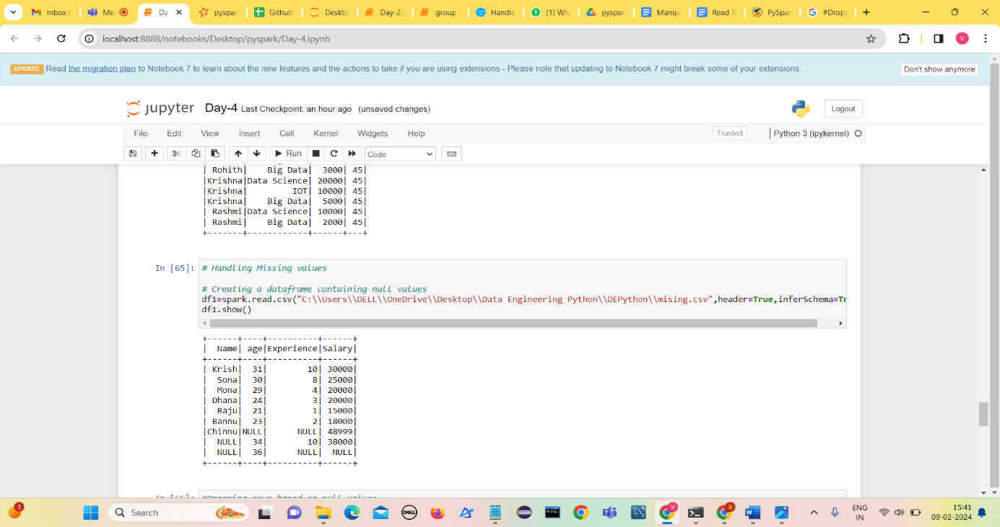 Inbox (
Me
Da
pyspar
Github
Deskto
Day-2
group
Handle
(1) Wh
pyspar
Manip
Read T
PySpar
#Drop
localhost:8888/notebooks/Desktop/pyspark/Day-4.ipynb
V
UPDATE Read the migration plan to Notebook 7 to learn about the new features and the actions to take if you are using extensions - Please note that updating to Notebook 7 might break some of your extensions.
Don't show anymore
jupyter Day-4 Last Checkpoint: an hour ago (unsaved changes)
Logout
File Edit View Insert Cell Kernel Widgets Help
Trusted
Python 3 (ipykernel)
Run
Code
| Rohith| Big Data| 3000| 45|
|Krishna|Data Science| 20000| 45|
|Krishna| IOT| 10000| 45|
|Krishna| Big Data| 5000| 45|
| Rashmi|Data Science| 10000| 45|
| Rashmi| Big Data| 2000| 45|
+-------+------------+------+---+
In [65]: # Handling Missing values
# Creating a dataframe containing null values
df1=spark.read.csv("C:\\Users\\DELL\\OneDrive\\Desktop\\Data Engineering Python\\DEPython\\mising.csv",header=True,inferSchema=Tr
df1.show()
+------+----+----------+------+
| Name| age|Experience|Salary|
+------+----+----------+------+
| Krish| 31| 10| 30000|
| Sona| 30| 8| 25000|
| Mona| 29| 4| 20000|
| Dhana| 24| 3| 20000|
| Raju| 21| 1| 15000|
| Bannu| 23| 2| 18000|
|Chinnu|NULL| NULL| 48999|
| NULL| 34| 10| 38000|
| NULL| 36| NULL| NULL|
+------+----+----------+------+
In [66]: #Dropping rows based on null values
1
Search
DELL
MySQL
V
S
W
ENG
IN
15:41
09-02-2024